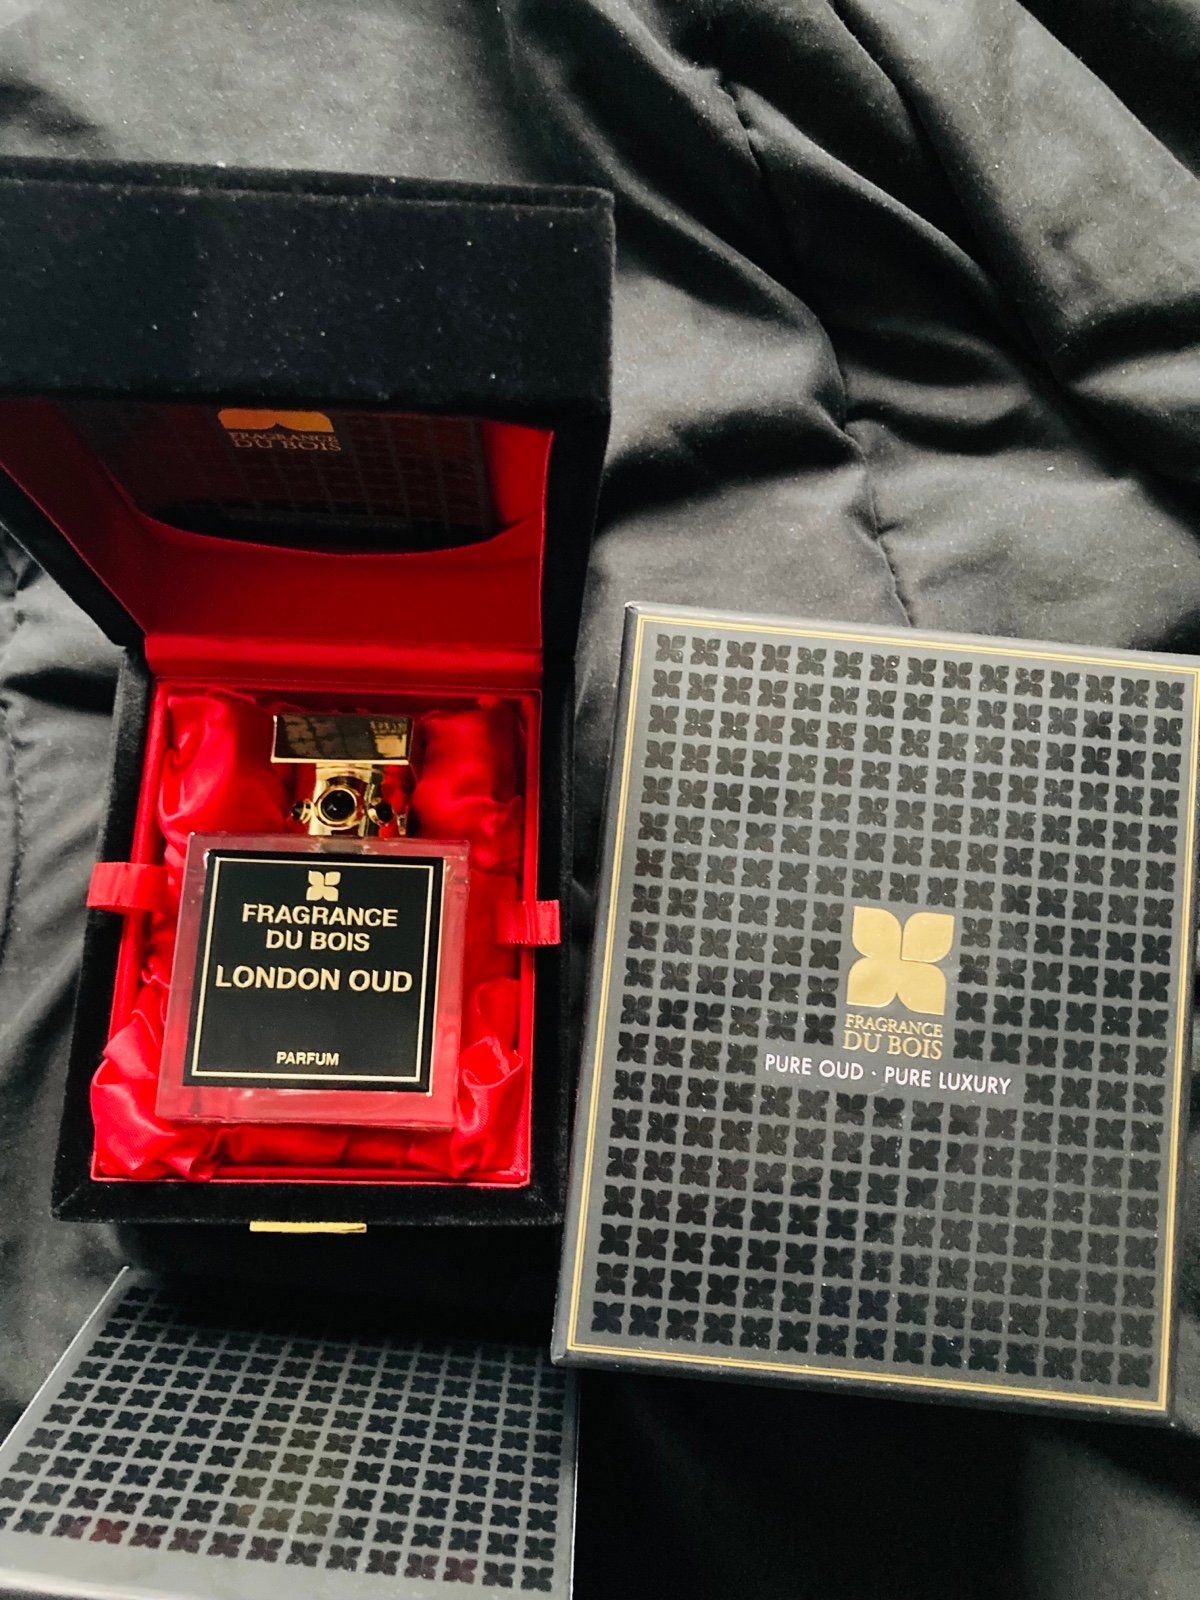 FRAGRANCE
DU BOIS
FRAGRANCE
DU BOIS
LONDON OUD
PARFUM
FRAGRANCE
DU BOIS
PURE OUD · PURE LUXURY